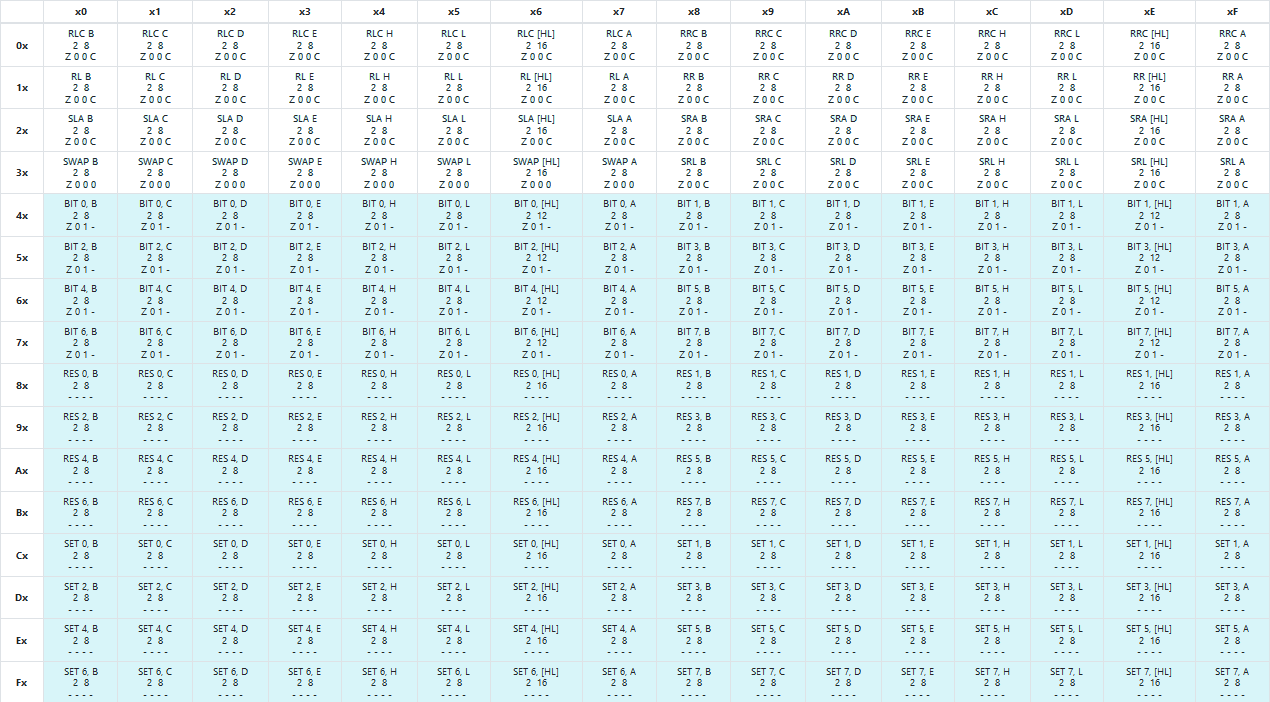 x0 x1 x2 x3 x4 x5 x6 x7 x8 x9 xA xB xC xD xE xF
RLC B RLC C RLC D RLC E RLC H RLC L RLC [HL] RLC A RRC B RRC C RRC D RRC E RRC H RRC L RRC [HL] RRC A
0x 2 8 2 8 2 8 2 8 2 8 2 8 2 16 2 8 2 8 2 8 2 8 2 8 2 8 2 8 2 16 2 8
Z 0 0 C Z 0 0 C Z 0 0 C Z 0 0 C Z 0 0 C Z 0 0 C Z 0 0 C Z 0 0 C Z 0 0 C Z 0 0 C Z 0 0 C Z 0 0 C Z 0 0 C Z 0 0 C Z 0 0 C Z 0 0 C
RL B RL C RL D RL E RL H RL L RL [HL] RL A RR B RR C RR D RR E RR H RR L RR [HL] RR A
1x 2 8 2 8 2 8 2 8 2 8 2 8 2 16 2 8 2 8 2 8 2 8 2 8 2 8 2 8 2 16 2 8
Z 0 0 C Z 0 0 C Z 0 0 C Z 0 0 C Z 0 0 C Z 0 0 C Z 0 0 C Z 0 0 C Z 0 0 C Z 0 0 C Z 0 0 C Z 0 0 C Z 0 0 C Z 0 0 C Z 0 0 C Z 0 0 C
SLA B SLA C SLA D SLA E SLA H SLA L SLA [HL] SLA A SRA B SRA C SRA D SRA E SRA H SRA L SRA [HL] SRA A
2x 2 8 2 8 2 8 2 8 2 8 2 8 2 16 2 8 2 8 2 8 2 8 2 8 2 8 2 8 2 16 2 8
Z 0 0 C Z 0 0 C Z 0 0 C Z 0 0 C Z 0 0 C Z 0 0 C Z 0 0 C Z 0 0 C Z 0 0 C Z 0 0 C Z 0 0 C Z 0 0 C Z 0 0 C Z 0 0 C Z 0 0 C Z 0 0 C
SWAP B SWAP C SWAP D SWAP E SWAP H SWAP L SWAP [HL] SWAP A SRL B SRL C SRL D SRL E SRL H SRL L SRL [HL] SRL A
3x 2 8 2 8 2 8 2 8 2 8 2 8 2 16 2 8 2 8 2 8 2 8 2 8 2 8 2 8 2 16 2 8
Z 0 0 0 Z 0 0 0 Z 0 0 0 Z 0 0 0 Z 0 0 0 Z 0 0 0 Z 0 0 0 Z 0 0 0 Z 0 0 C Z 0 0 C Z 0 0 C Z 0 0 C Z 0 0 C Z 0 0 C Z 0 0 C Z 0 0 C
BIT 0, B BIT 0, C BIT 0, D BIT 0, E BIT 0, H BIT 0, L BIT 0, [HL] BIT 0, A BIT 1, B BIT 1, C BIT 1, D BIT 1, E BIT 1, H BIT 1, L BIT 1, [HL] BIT 1, A
4x 2 8 2 8 2 8 2 8 2 8 2 8 2 12 2 8 2 8 2 8 2 8 2 8 2 8 2 8 2 12 2 8
Z 0 1 - Z 0 1 - Z 0 1 - Z 0 1 - Z 0 1 - Z 0 1 - Z 0 1 - Z 0 1 - Z 0 1 - Z 0 1 - Z 0 1 - Z 0 1 - Z 0 1 - Z 0 1 - Z 0 1 - Z 0 1 -
BIT 2, B BIT 2, C BIT 2, D BIT 2, E BIT 2, H BIT 2, L BIT 2, [HL] BIT 2, A BIT 3, B BIT 3, C BIT 3, D BIT 3, E BIT 3, H BIT 3, L BIT 3, [HL] BIT 3, A
5x 2 8 2 8 2 8 2 8 2 8 2 8 2 12 2 8 2 8 2 8 2 8 2 8 2 8 2 8 2 12 2 8
Z 0 1 - Z 0 1 - Z 0 1 - Z 0 1 - Z 0 1 - Z 0 1 - Z 0 1 - Z 0 1 - Z 0 1 - Z 0 1 - Z 0 1 - Z 0 1 - Z 0 1 - Z 0 1 - Z 0 1 - Z 0 1 -
BIT 4, B BIT 4, C BIT 4, D BIT 4, E BIT 4, H BIT 4, L BIT 4, [HL] BIT 4, A BIT 5, B BIT 5, C BIT 5, D BIT 5, E BIT 5, H BIT 5, L BIT 5, [HL] BIT 5, A
6x 2 8 2 8 2 8 2 8 2 8 2 8 2 12 2 8 2 8 2 8 2 8 2 8 2 8 2 8 2 12 2 8
Z 0 1 - Z 0 1 - Z 0 1 - Z 0 1 - Z 0 1 - Z 0 1 - Z 0 1 - Z 0 1 - Z 0 1 - Z 0 1 - Z 0 1 - Z 0 1 - Z 0 1 - Z 0 1 - Z 0 1 - Z 0 1 -
BIT 6, B BIT 6, C BIT 6, D BIT 6, E BIT 6, H BIT 6, L BIT 6, [HL] BIT 6, A BIT 7, B BIT 7, C BIT 7, D BIT 7, E BIT 7, H BIT 7, L BIT 7, [HL] BIT 7, A
7x 2 8 2 8 2 8 2 8 2 8 2 8 2 12 2 8 2 8 2 8 2 8 2 8 2 8 2 8 2 12 2 8
Z 0 1 - Z 0 1 - Z 0 1 - Z 0 1 - Z 0 1 - Z 0 1 - Z 0 1 - Z 0 1 - Z 0 1 - Z 0 1 - Z 0 1 - Z 0 1 - Z 0 1 - Z 0 1 - Z 0 1 - Z 0 1 -
RES 0, B RES 0, C RES 0, D RES 0, E RES 0, H RES 0, L RES 0, [HL] RES 0, A RES 1, B RES 1, C RES 1, D RES 1, E RES 1, H RES 1, L RES 1, [HL] RES 1, A
8x 2 8 2 8 2 8 2 8 2 8 2 8 2 16 2 8 2 8 2 8 2 8 2 8 2 8 2 8 2 16 2 8
- - - - - - - - - - - - - - - - - - - - - - - - - - - - - - - - - - - - - - - - - - - - - - - - - - - - - - - - - - - - - - - -
RES 2, B RES 2, C RES 2, D RES 2, E RES 2, H RES 2, L RES 2, [HL] RES 2, A RES 3, B RES 3, C RES 3, D RES 3, E RES 3, H RES 3, L RES 3, [HL] RES 3, A
9x 2 8 2 8 2 8 2 8 2 8 2 8 2 16 2 8 2 8 2 8 2 8 2 8 2 8 2 8 2 16 2 8
- - - - - - - - - - - - - - - - - - - - - - - - - - - - - - - - - - - - - - - - - - - - - - - - - - - - - - - - - - - - - - - -
RES 4, B RES 4, C RES 4, D RES 4, E RES 4, H RES 4, L RES 4, [HL] RES 4, A RES 5, B RES 5, C RES 5, D RES 5, E RES 5, H RES 5, L RES 5, [HL] RES 5, A
Ax 2 8 2 8 2 8 2 8 2 8 2 8 2 16 2 8 2 8 2 8 2 8 2 8 2 8 2 8 2 16 2 8
- - - - - - - - - - - - - - - - - - - - - - - - - - - - - - - - - - - - - - - - - - - - - - - - - - - - - - - - - - - - - - - -
RES 6, B RES 6, C RES 6, D RES 6, E RES 6, H RES 6, L RES 6, [HL] RES 6, A RES 7, B RES 7, C RES 7, D RES 7, E RES 7, H RES 7, L RES 7, [HL] RES 7, A
Bx 2 8 2 8 2 8 2 8 2 8 2 8 2 16 2 8 2 8 2 8 2 8 2 8 2 8 2 8 2 16 2 8
- - - - - - - - - - - - - - - - - - - - - - - - - - - - - - - - - - - - - - - - - - - - - - - - - - - - - - - - - - - - - - - -
SET 0, B SET 0, C SET 0, D SET 0, E SET 0, H SET 0, L SET 0, [HL] SET 0, A SET 1, B SET 1, C SET 1, D SET 1, E SET 1, H SET 1, L SET 1, [HL] SET 1, A
Cx 2 8 2 8 2 8 2 8 2 8 2 8 2 16 2 8 2 8 2 8 2 8 2 8 2 8 2 8 2 16 2 8
- - - - - - - - - - - - - - - - - - - - - - - - - - - - - - - - - - - - - - - - - - - - - - - - - - - - - - - - - - - - - - - -
SET 2, B SET 2, C SET 2, D SET 2, E SET 2, H SET 2, L SET 2, [HL] SET 2, A SET 3, B SET 3, C SET 3, D SET 3, E SET 3, H SET 3, L SET 3, [HL] SET 3, A
Dx 2 8 2 8 2 8 2 8 2 8 2 8 2 16 2 8 2 8 2 8 2 8 2 8 2 8 2 8 2 16 2 8
- - - - - - - - - - - - - - - - - - - - - - - - - - - - - - - - - - - - - - - - - - - - - - - - - - - - - - - - - - - - - - - -
SET 4, B SET 4, C SET 4, D SET 4, E SET 4, H SET 4, L SET 4, [HL] SET 4, A SET 5, B SET 5, C SET 5, D SET 5, E SET 5, H SET 5, L SET 5, [HL] SET 5, A
Ex 2 8 2 8 2 8 2 8 2 8 2 8 2 16 2 8 2 8 2 8 2 8 2 8 2 8 2 8 2 16 2 8
- - - - - - - - - - - - - - - - - - - - - - - - - - - - - - - - - - - - - - - - - - - - - - - - - - - - - - - - - - - - - - - -
SET 6, B SET 6, C SET 6, D SET 6, E SET 6, H SET 6, L SET 6, [HL] SET 6, A SET 7, B SET 7, C SET 7, D SET 7, E SET 7, H SET 7, L SET 7, [HL] SET 7, A
Fx 2 8 2 8 2 8 2 8 2 8 2 8 2 16 2 8 2 8 2 8 2 8 2 8 2 8 2 8 2 16 2 8
- - - - - - - - - - - - - - - - - - - - - - - - - - - - - - - - - - - - - - - - - - - - - - - - - - - - - - - - - - - - - - - -